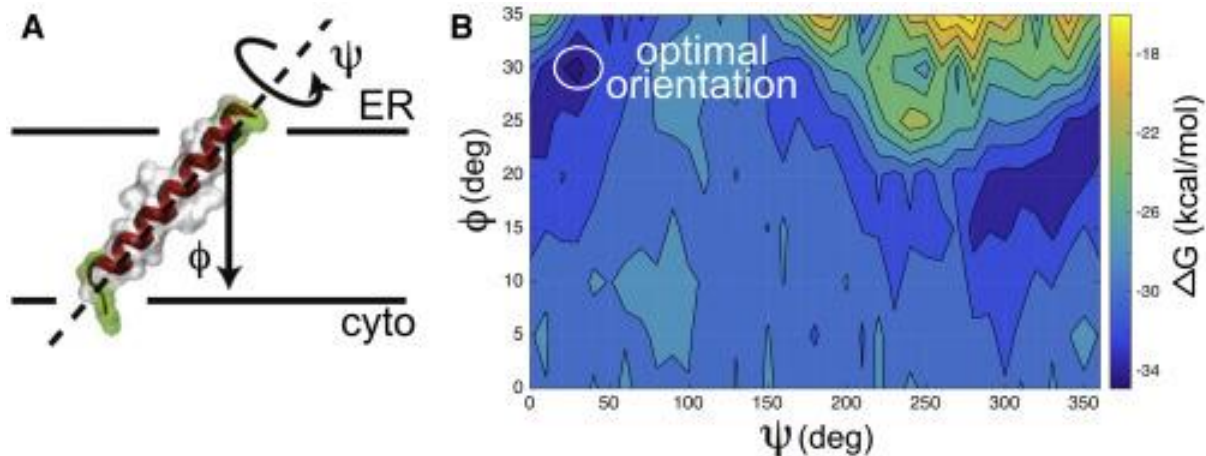 A
ψ
ER
ϕ
cyto
B
optimal
orientation
35
30
25
20
15
10
5
0
ϕ (deg)
0 50 100 150 200 250 300 350
ψ (deg)
-18
-22
-26
-30
-34
ΔG (kcal/mol)